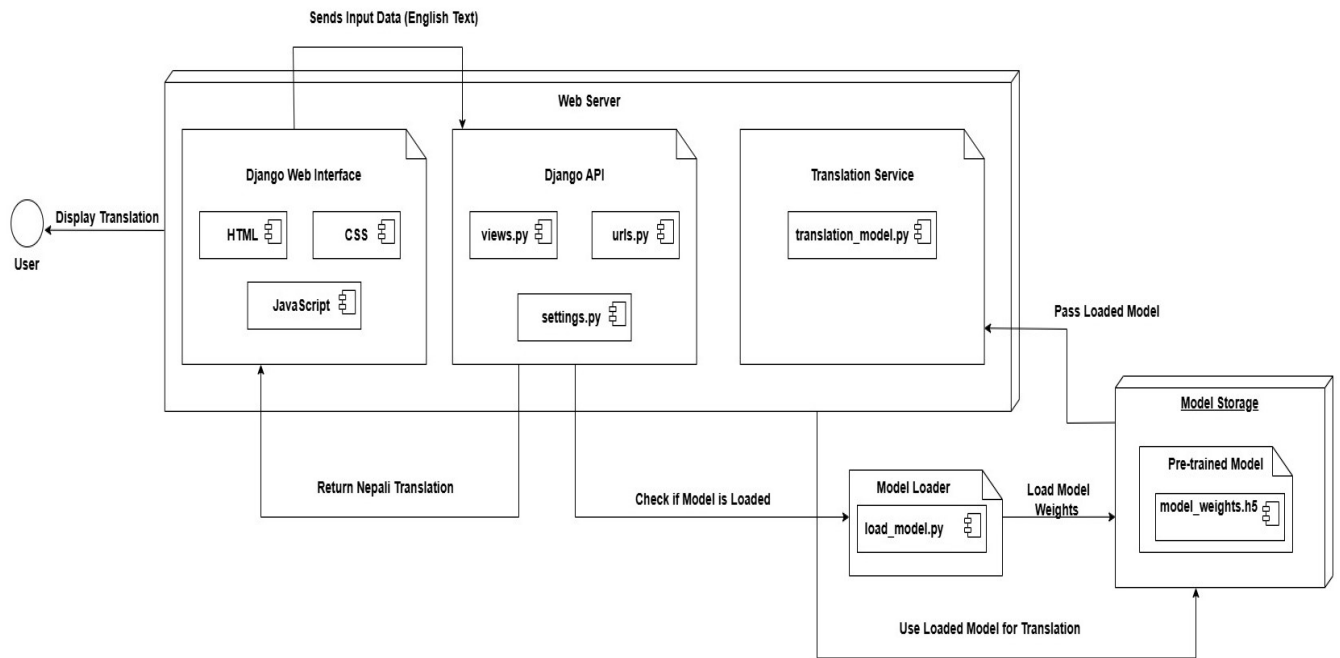 Sends Input Data (English Text)
Web Server
Django Web Interface
HTML
CSS
JavaScript
Django API
views.py
urls.py
settings.py
Translation Service
translation_model.py
Display Translation
User
Pass Loaded Model
Model Storage
Pre-trained Model
model_weights.h5
Return Nepali Translation
Check if Model is Loaded
Model Loader
load_model.py
Load Model
Weights
Use Loaded Model for Translation